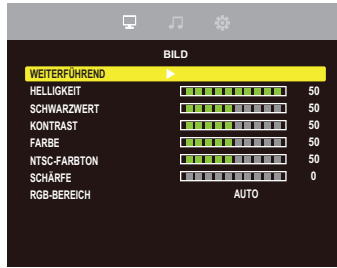 BILD
WEITERFÜHREND
HELLIGKEIT 50
SCHWARZWERT 50
KONTRAST 50
FARBE 50
NTSC-FARBTON 50
SCHÄRFE 0
RGB-BEREICH AUTO